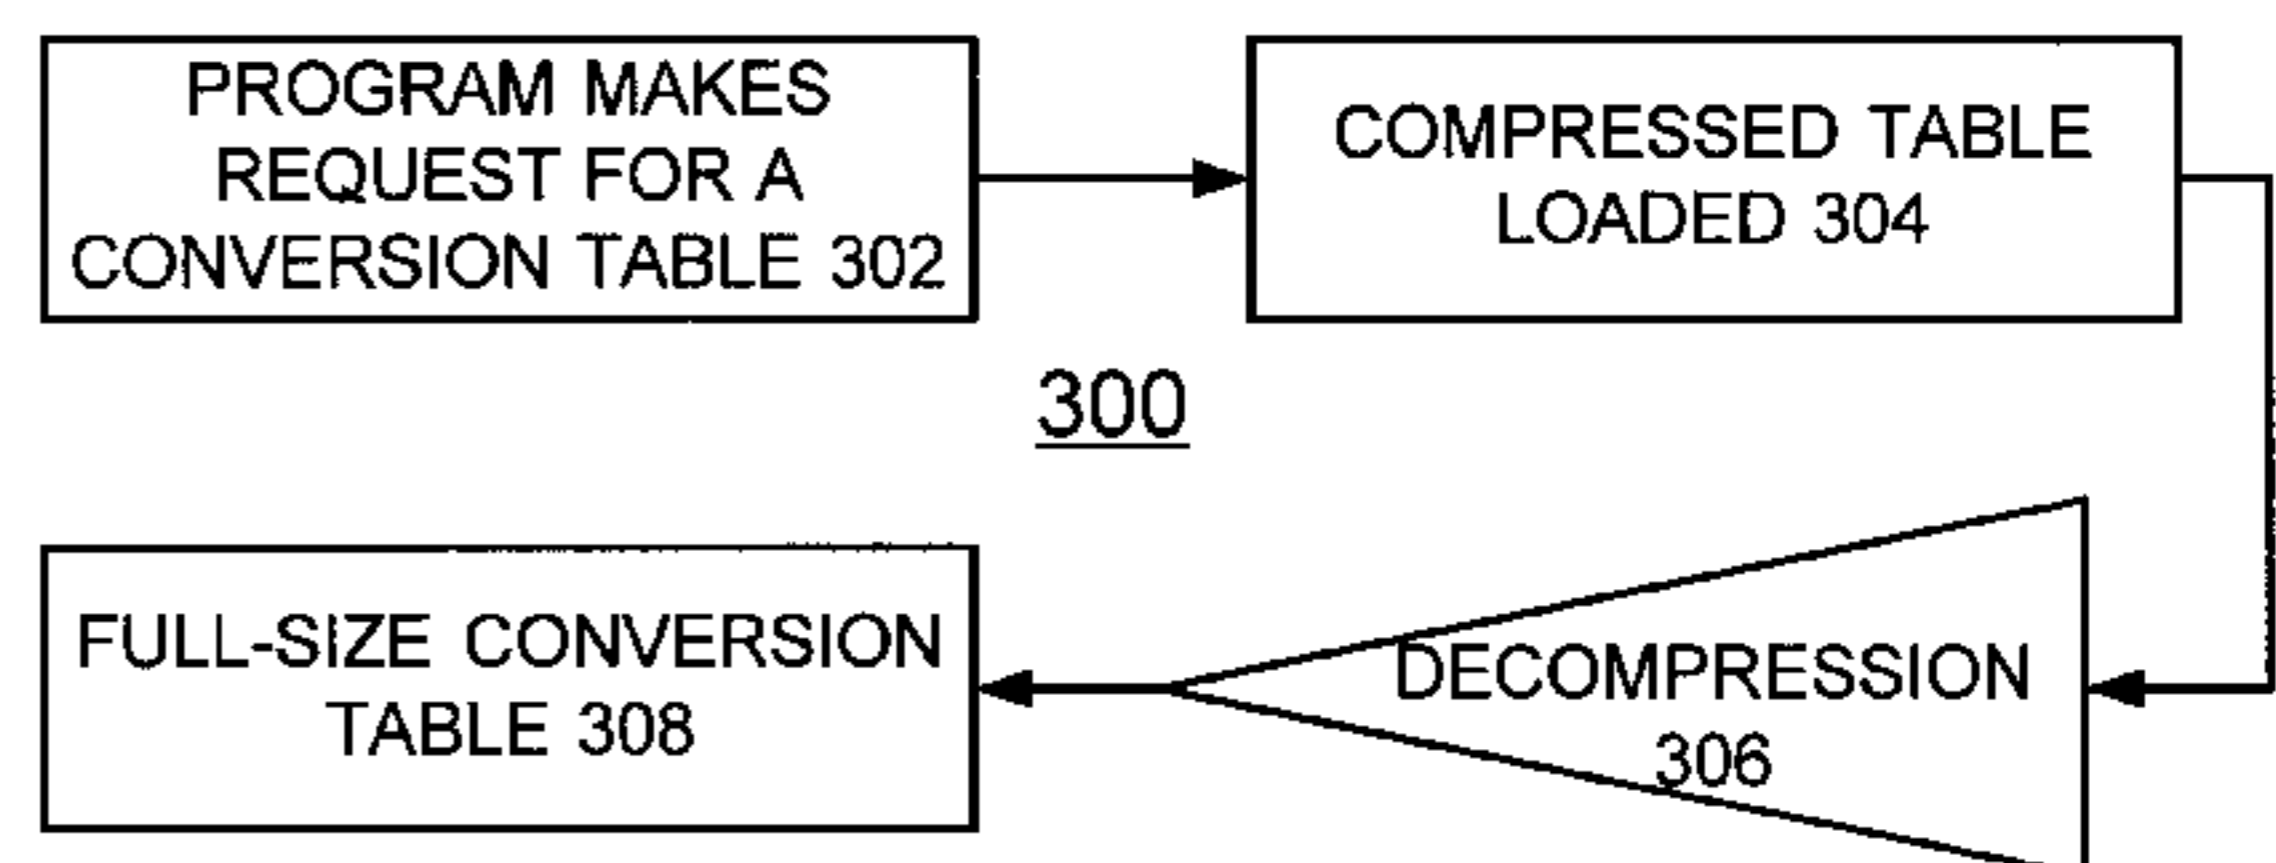 PROGRAM MAKES
REQUEST FOR A
CONVERSION TABLE 302
COMPRESSED TABLE
LOADED 304
300
DECOMPRESSION
306
FULL-SIZE CONVERSION
TABLE 308